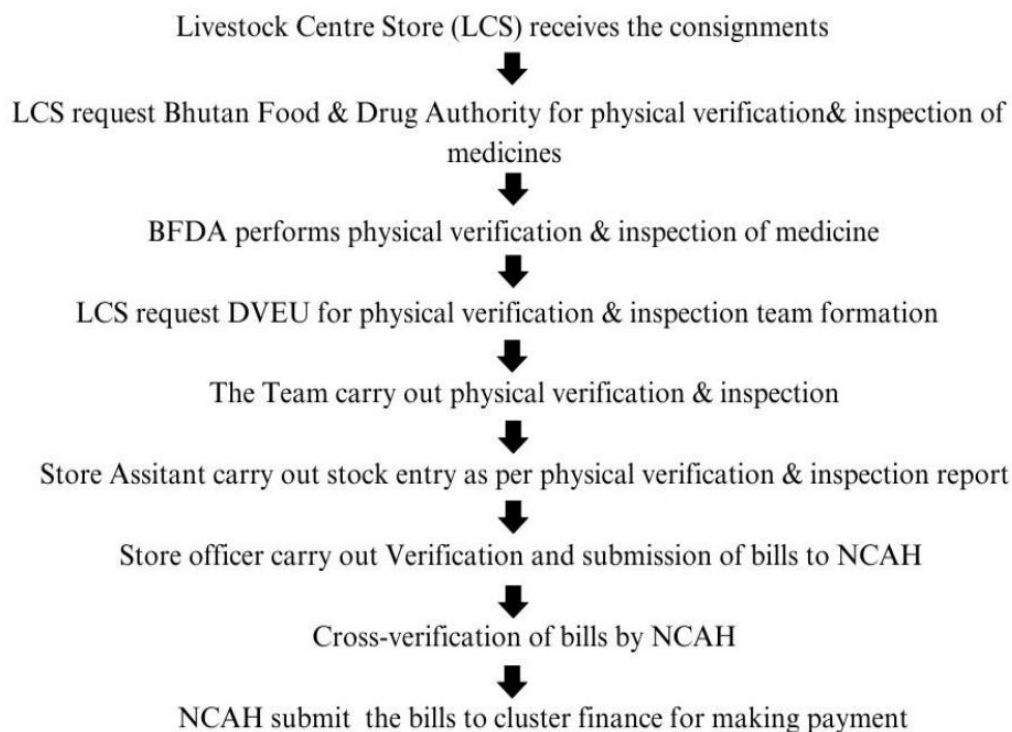 Livestock Centre Store (LCS) receives the consignments
LCS request Bhutan Food & Drug Authority for physical verification& inspection of
medicines
BFDA performs physical verification & inspection of medicine
LCS request DVEU for physical verification & inspection team formation
The Team carry out physical verification & inspection
Store Assitant carry out stock entry as per physical verification & inspection report
Store officer carry out Verification and submission of bills to NCAH
Cross-verification of bills by NCAH
NCAH submit the bills to cluster finance for making payment